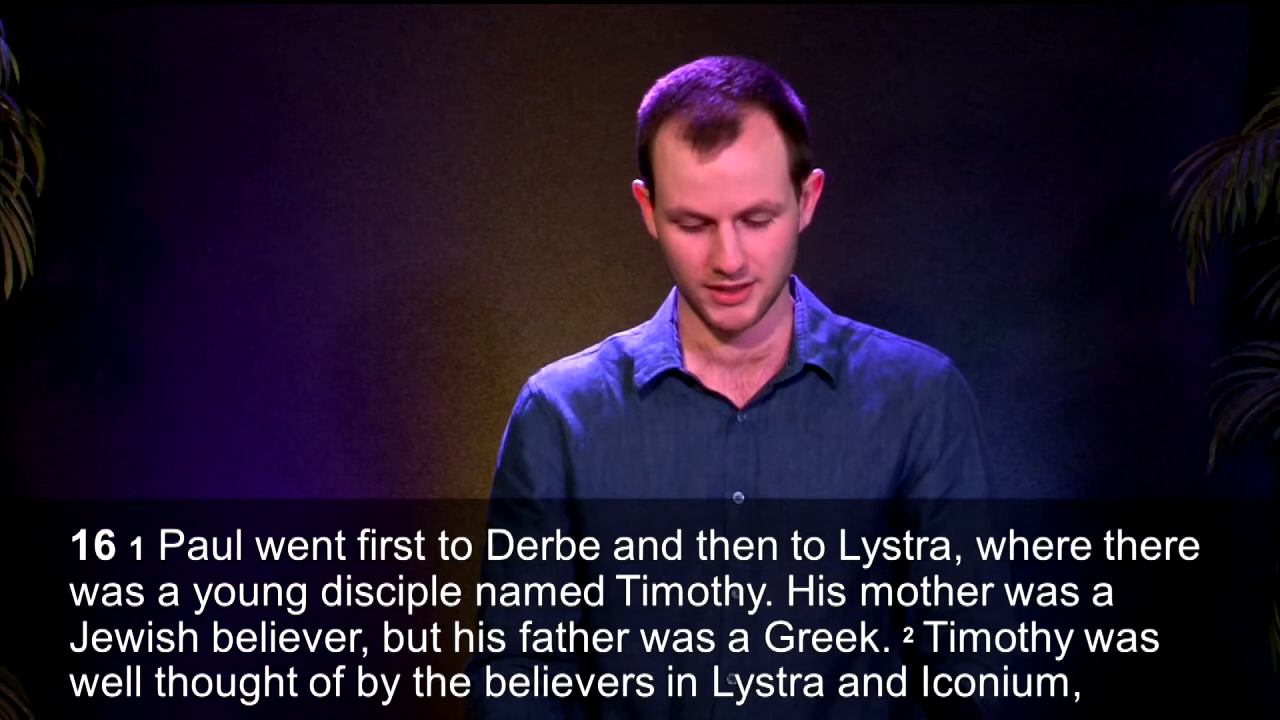 16 1 Paul went first to Derbe and then to Lystra, where there
was a young disciple named Timothy. His mother was a
Jewish believer, but his father was a Greek. 2 Timothy was
well thought of by the believers in Lystra and Iconium,